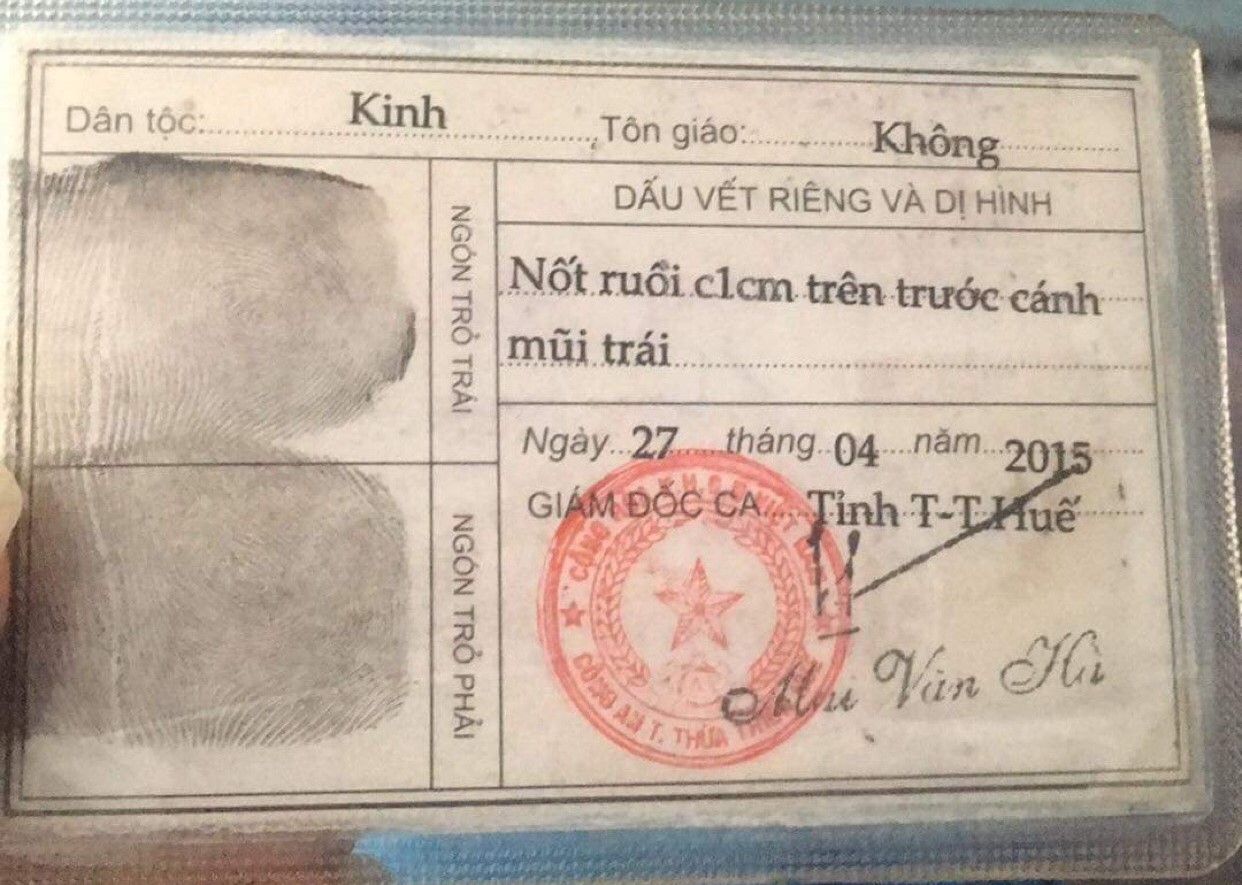 Dân tộc: Kinh Tôn giáo: Không
NGÓN TRỎ TRÁI
DẤU VẾT RIÊNG VÀ DỊ HÌNH
Nốt ruồi c1cm trên trước cánh
mũi trái
NGÓN TRỎ PHẢI
Ngày 27 tháng 04 năm 2015
GIÁM ĐỐC CA Tỉnh T-T.Huế
Văn Hà
CÔNG AN T. THỪA